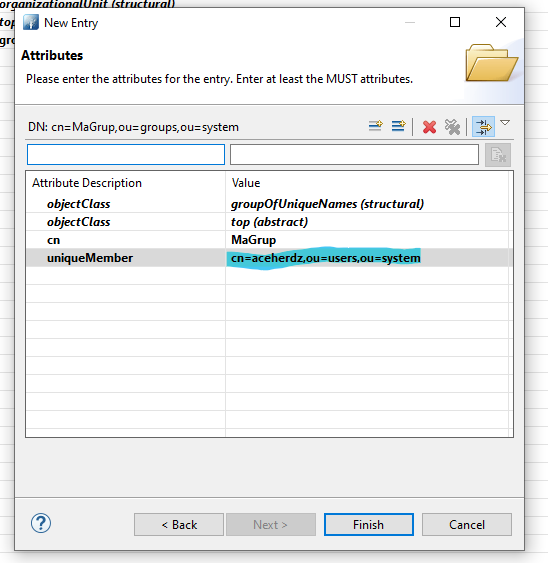 organizationalUnit (structural)
top
gro
New Entry
Attributes
Please enter the attributes for the entry. Enter at least the MUST attributes.
DN: cn=MaGrup,ou=groups,ou=system
Attribute Description Value
objectClass groupOfUniqueNames (structural)
objectClass top (abstract)
cn MaGrup
uniqueMember cn=aceherdz,ou=users,ou=system
? < Back Next > Finish Cancel